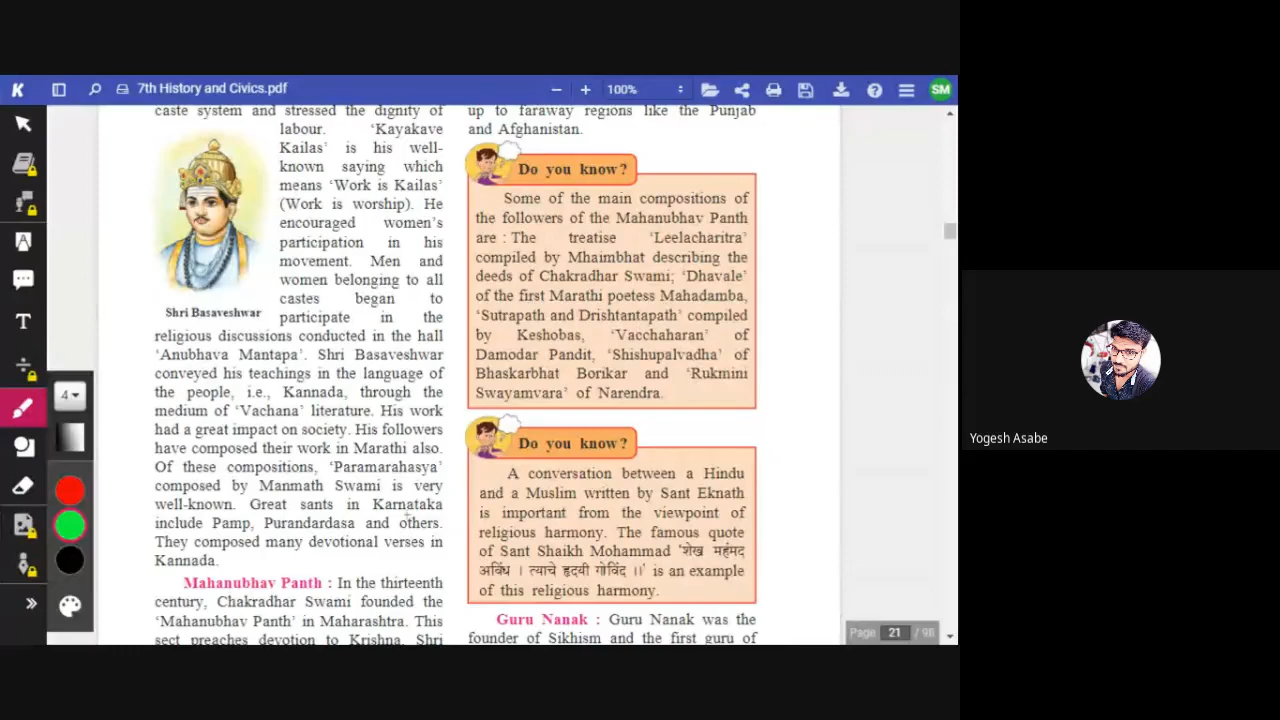 7th History and Civics.pdf
100%
SM
caste system and stressed the dignity of
labour. 'Kayakave
Kailas' is his well-
known saying which
means 'Work is Kailas'
(Work is worship). He
encouraged women's
participation in his
movement. Men and
women belonging to all
castes began to
participate in the
Shri Basaveshwar
religious discussions conducted in the hall
'Anubhava Mantapa'. Shri Basaveshwar
conveyed his teachings in the language of
the people, i.e., Kannada, through the
medium of 'Vachana' literature. His work
had a great impact on society. His followers
have composed their work in Marathi also.
Of these compositions, 'Paramarahasya'
composed by Manmath Swami is very
well-known. Great sants in Karnataka
include Pamp, Purandardasa and others.
They composed many devotional verses in
Kannada.
Mahanubhav Panth : In the thirteenth
century, Chakradhar Swami founded the
'Mahanubhav Panth' in Maharashtra. This
sect preaches devotion to Krishna. Shri
up to faraway regions like the Punjab
and Afghanistan.
Do you know?
Some of the main compositions of
the followers of the Mahanubhav Panth
are : The treatise 'Leelacharitra'
compiled by Mhaimbhat describing the
deeds of Chakradhar Swami; 'Dhavale'
of the first Marathi poetess Mahadamba,
'Sutrapath and Drishtantapath' compiled
by Keshobas, 'Vacchaharan' of
Damodar Pandit, 'Shishupalvadha' of
Bhaskarbhat Borikar and 'Rukmini
Swayamvara' of Narendra.
Do you know?
A conversation between a Hindu
and a Muslim written by Sant Eknath
is important from the viewpoint of
religious harmony. The famous quote
of Sant Shaikh Mohammad 'शेख महंमद
अविंध । त्याचे हृदयी गोविंद ।।' is an example
of this religious harmony.
Guru Nanak : Guru Nanak was the
founder of Sikhism and the first guru of
4
Page 21 / 98
Yogesh Asabe